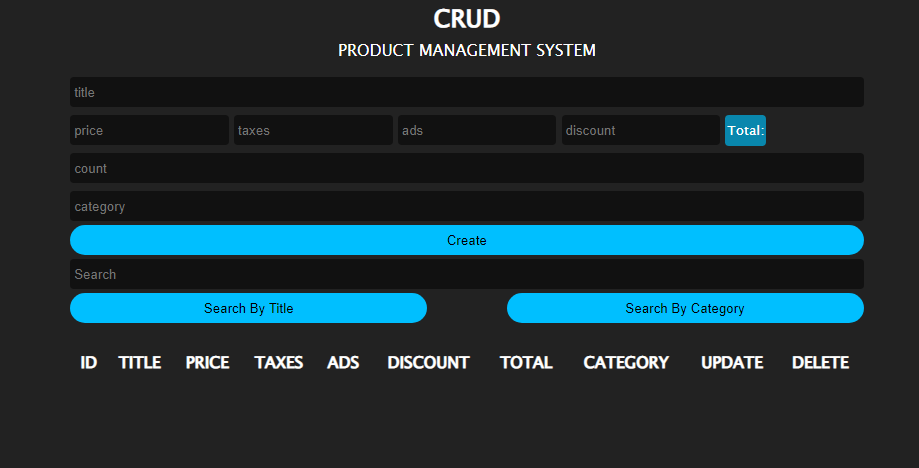 CRUD
PRODUCT MANAGEMENT SYSTEM
title
price taxes ads discount Total:
count
category
Create
Search
Search By Title Search By Category
ID TITLE PRICE TAXES ADS DISCOUNT TOTAL CATEGORY UPDATE DELETE